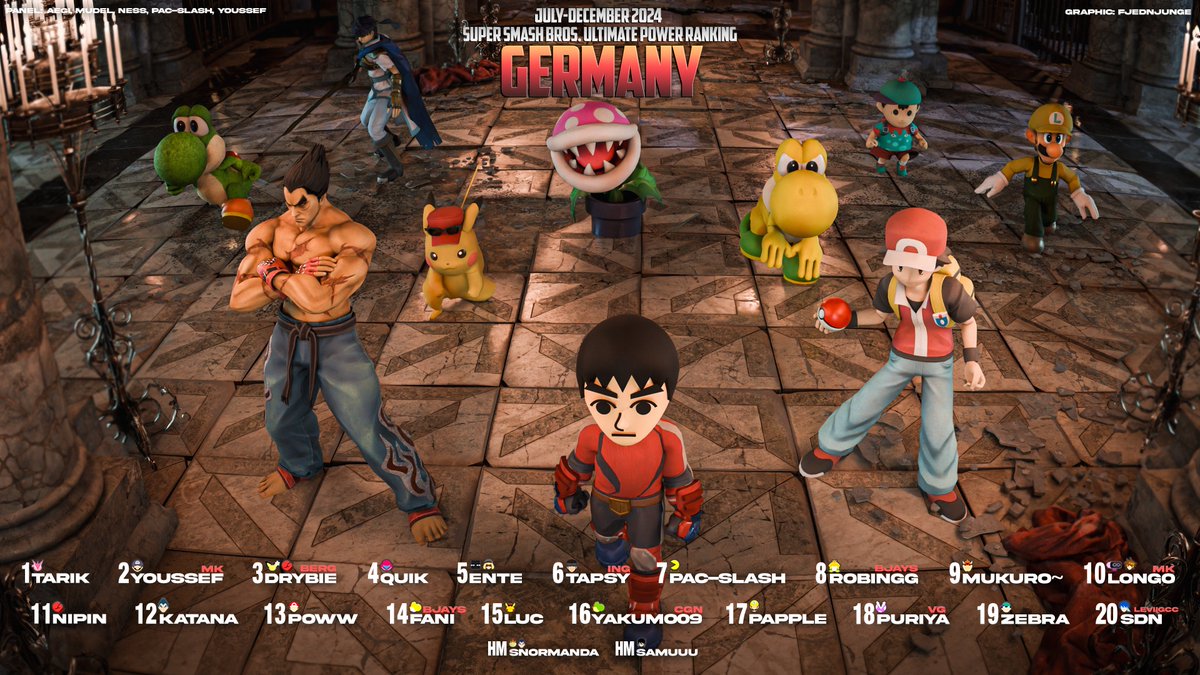 PANEL: AEGI, MUDEL, NESS, PAC-SLASH, YOUSSEF
JULY-DECEMBER 2024
SUPER SMASH BROS. ULTIMATE POWER RANKING
GERMANY
GRAPHIC: FJEDNJUNGE
1 TARIK 2 MK YOUSSEF 3 BERG DRYBIE 4 QUIK 5 ENTE 6 ING TAPSY 7 PAC-SLASH 8 BJAYS ROBINGG 9 MUKURO~ 10 MK LONGO
11 NIPIN 12 KATANA 13 POWW 14 BJAYS FANI 15 LUC 16 CGN YAKUMO09 17 PAPPLE 18 VG PURIYA 19 ZEBRA 20 LEVIIGCC SDN
HM SNORMANDA HM SAMUUU